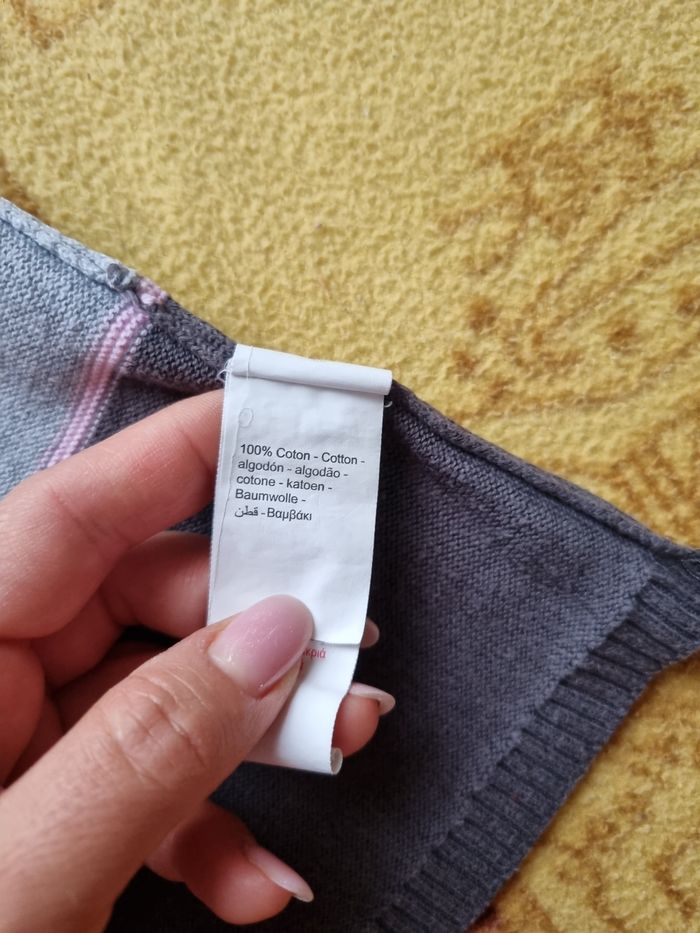 100% Coton - Cotton -
algodón - algodão -
cotone - katoen -
Baumwolle -
قطن - Βαμβάκι